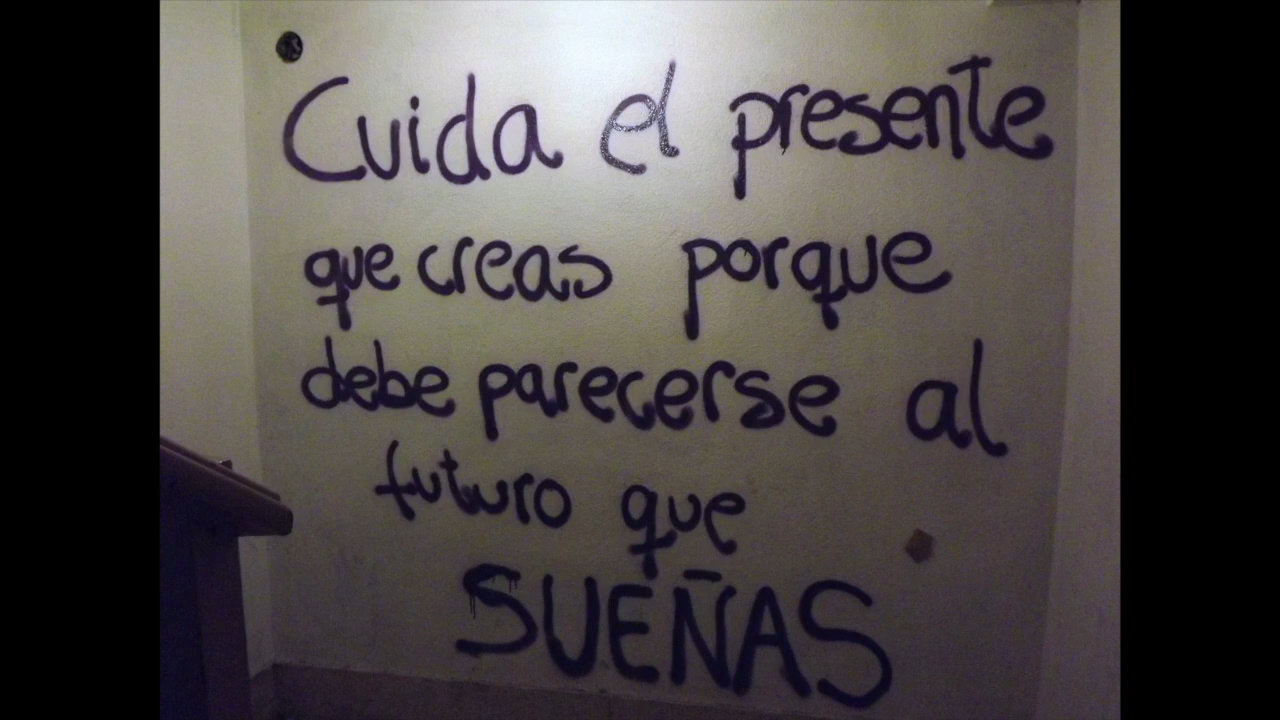 Cuida el presente
que creas porque
debe parecerse al
futuro que
SUEÑAS